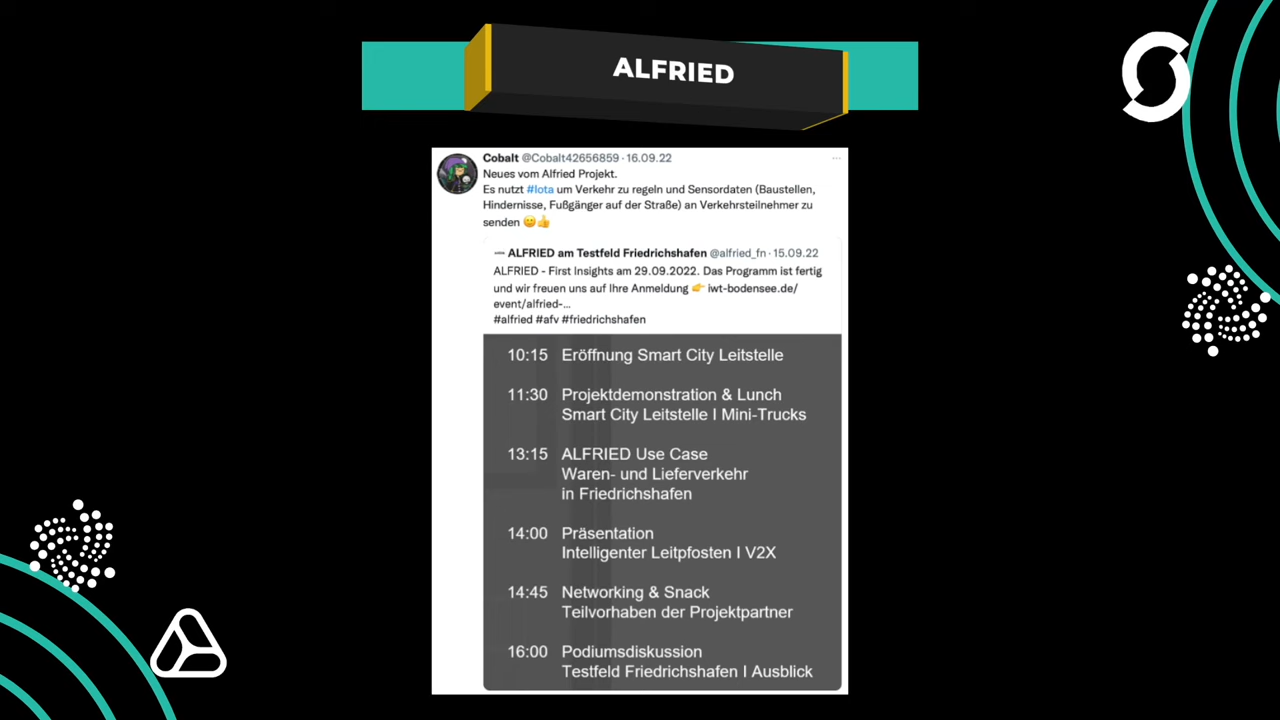 ALFRIED
Cobalt @Cobalt42656859 · 16.09.22
Neues vom Alfried Projekt.
Es nutzt #Iota um Verkehr zu regeln und Sensordaten (Baustellen,
Hindernisse, Fußgänger auf der Straße) an Verkehrsteilnehmer zu
senden 😊👍
ALFRIED am Testfeld Friedrichshafen @alfried_fn · 15.09.22
ALFRIED - First Insights am 29.09.2022. Das Programm ist fertig
und wir freuen uns auf Ihre Anmeldung 👉 iwt-bodensee.de/
event/alfried-...
#alfried #afv #friedrichshafen
10:15 Eröffnung Smart City Leitstelle
11:30 Projektdemonstration & Lunch
Smart City Leitstelle I Mini-Trucks
13:15 ALFRIED Use Case
Waren- und Lieferverkehr
in Friedrichshafen
14:00 Präsentation
Intelligenter Leitpfosten I V2X
14:45 Networking & Snack
Teilvorhaben der Projektpartner
16:00 Podiumsdiskussion
Testfeld Friedrichshafen I Ausblick